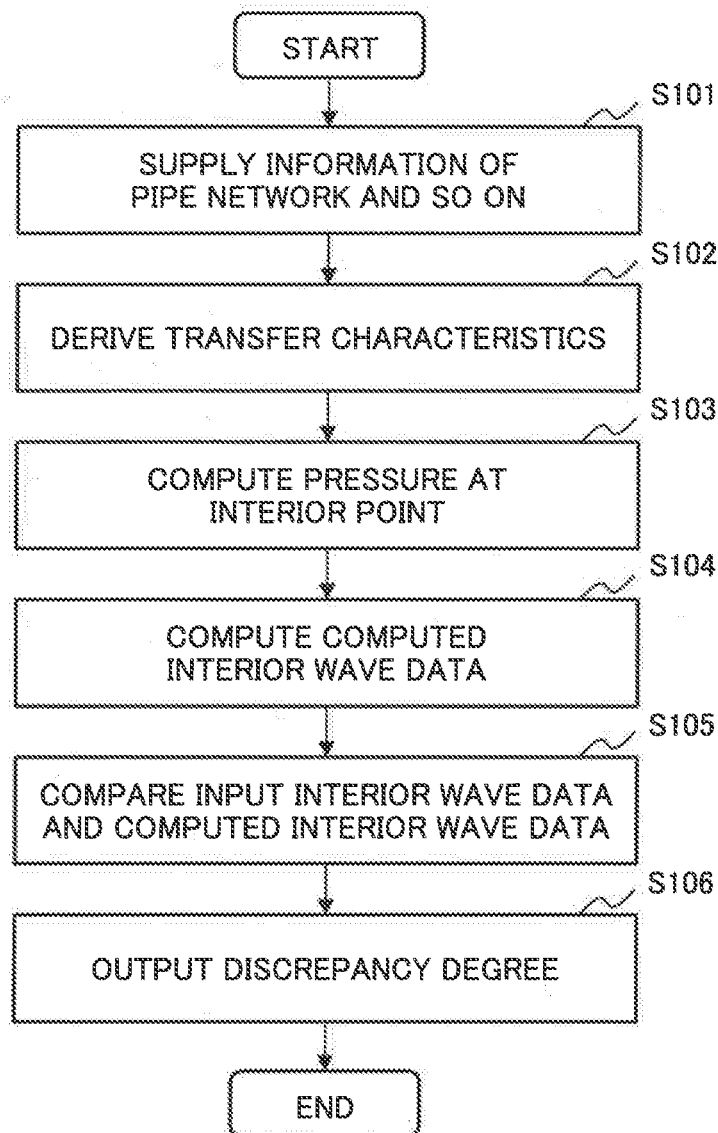 START
S101
SUPPLY INFORMATION OF
PIPE NETWORK AND SO ON
S102
DERIVE TRANSFER CHARACTERISTICS
S103
COMPUTE PRESSURE AT
INTERIOR POINT
S104
COMPUTE COMPUTED
INTERIOR WAVE DATA
S105
COMPARE INPUT INTERIOR WAVE DATA
AND COMPUTED INTERIOR WAVE DATA
S106
OUTPUT DISCREPANCY DEGREE
END